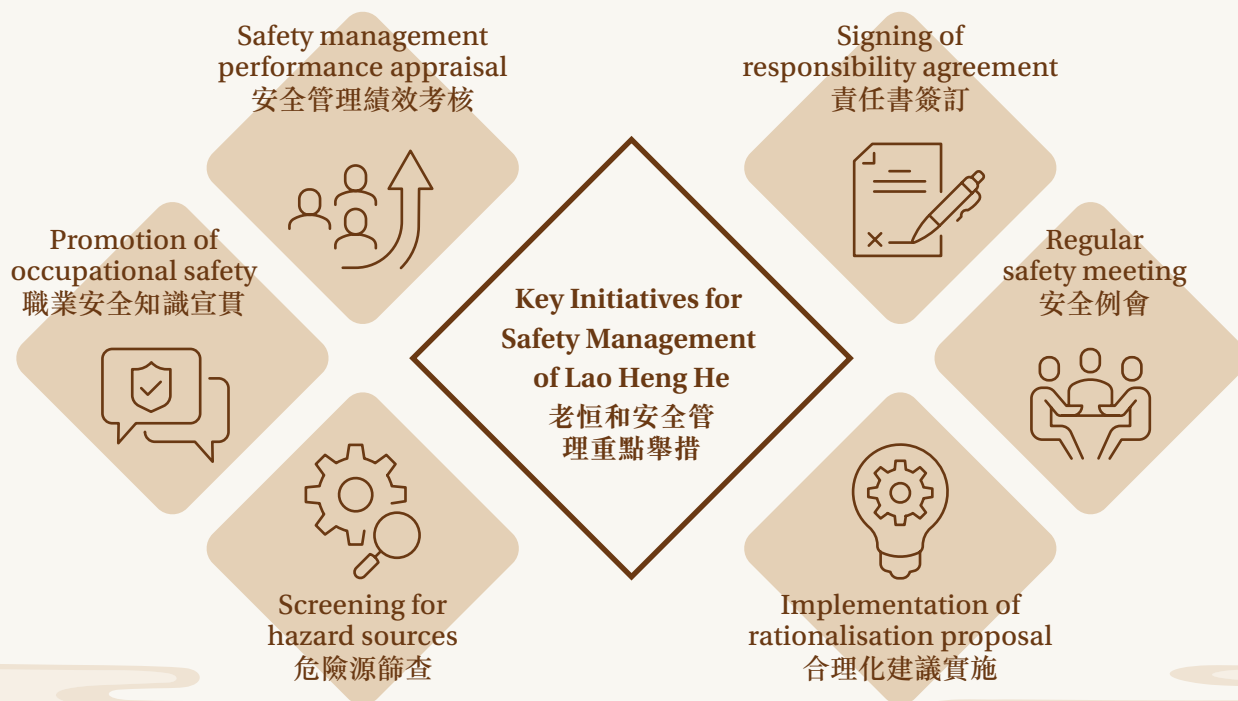 Safety management
performance appraisal
安全管理績效考核
Signing of
responsibility agreement
責任書簽訂
Promotion of
occupational safety
職業安全知識宣貫
Regular
safety meeting
安全例會
Key Initiatives for
Safety Management
of Lao Heng He
老恒和安全管
理重點舉措
Screening for
hazard sources
危險源篩查
Implementation of
rationalisation proposal
合理化建議實施